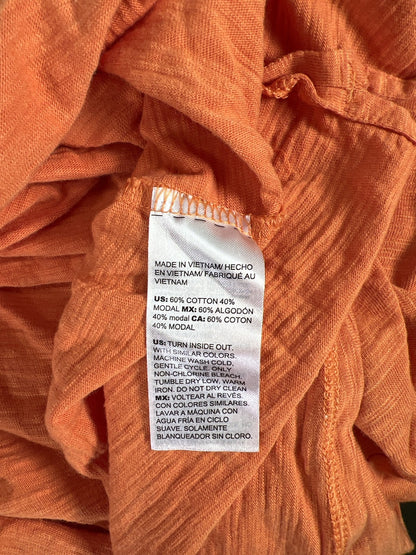 MADE IN VIETNAM/ HECHO
EN VIETNAM/ FABRIQUÉ AU
VIETNAM
US: 60% COTTON 40%
MODAL MX: 60% ALGODÓN
40% modal CA: 60% COTON
40% MODAL
US: TURN INSIDE OUT.
WITH SIMILAR COLORS.
MACHINE WASH COLD,
GENTLE CYCLE. ONLY
NON-CHLORINE BLEACH.
TUMBLE DRY LOW. WARM
IRON. DO NOT DRY CLEAN
MX: VOLTEAR AL REVÉS.
CON COLORES SIMILARES.
LAVAR A MÁQUINA CON
AGUA FRÍA EN CICLO
SUAVE. SOLAMENTE
BLANQUEADOR SIN CLORO.